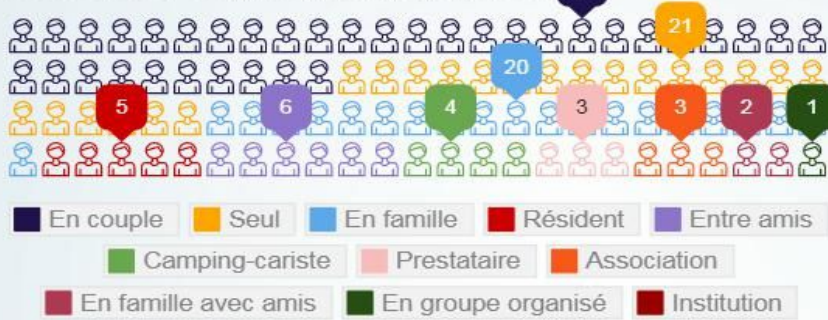 21
20
5 6 4 3 3 2 1
En couple Seul En famille Résident Entre amis
Camping-cariste Prestataire Association
En famille avec amis En groupe organisé Institution